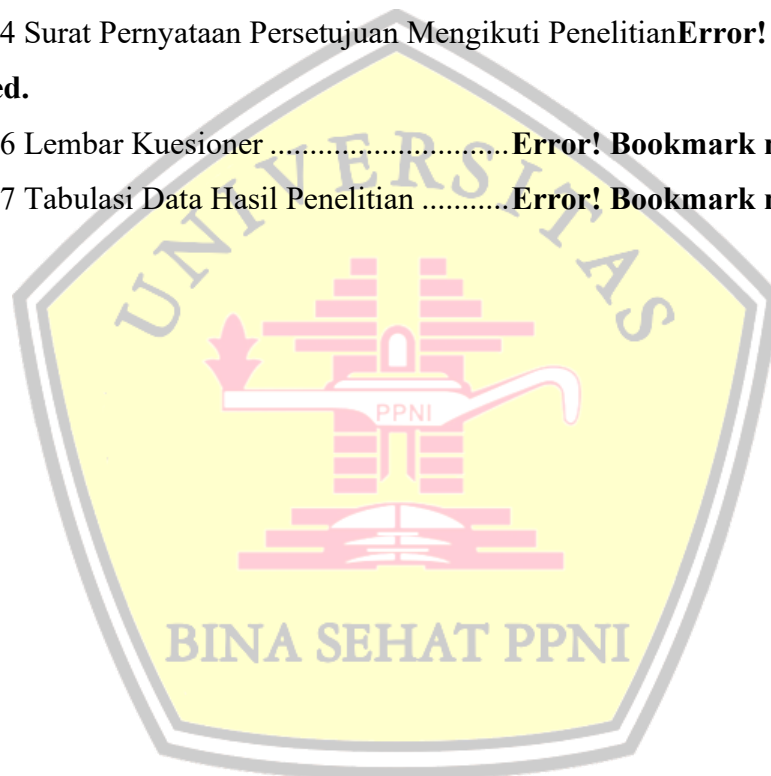 4 Surat Pernyataan Persetujuan Mengikuti PenelitianError!
ed.
6 Lembar Kuesioner ............................Error! Bookmark n
7 Tabulasi Data Hasil Penelitian ...........Error! Bookmark n
UNIVERSITAS
PPNI
BINA SEHAT PPNI